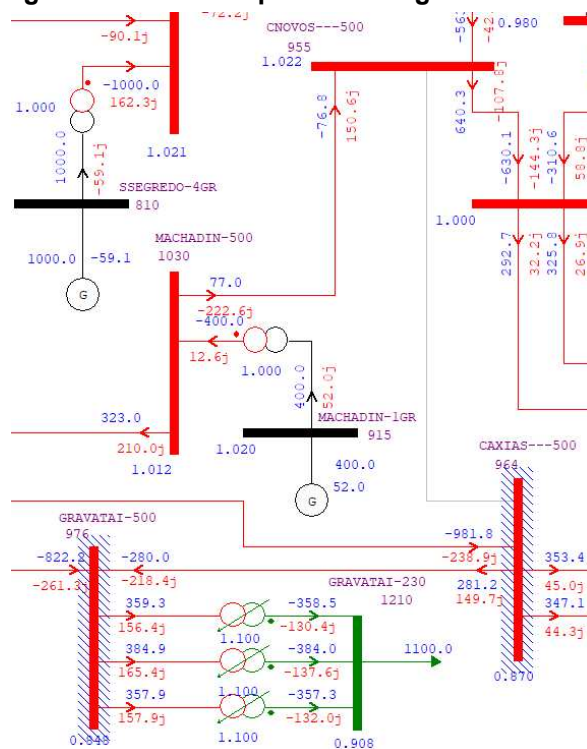 -90.1j
-72.2j
CNOVOS---500
955
1.022
0.980
-1000.0
162.3j
1.000
1000.0
-59.1j
1.021
SSEGREDO-4GR
810
1000.0 -59.1
G
-76.8
150.6j
640.3
-107.8j
-630.1
-144.3j
-310.6
58.8j
1.000
292.7
32.2j
325.8
26.9j
MACHADIN-500
1030
77.0
-222.6j
-400.0
12.6j
1.000
400.0
52.0j
323.0
210.0j
1.012
MACHADIN-1GR
915
1.020
400.0
52.0
G
CAXIAS---500
964
-981.8
-238.9j
281.2
149.7j
353.4
45.0j
347.1
44.3j
0.870
GRAVATAI-500
976
-822.2
-261.3j
-280.0
-218.4j
GRAVATAI-230
1210
359.3
156.4j
1.100
-358.5
-130.4j
384.9
165.4j
1.100
-384.0
-137.6j
1100.0
357.9
157.9j
1.100
-357.3
-132.0j
0.908